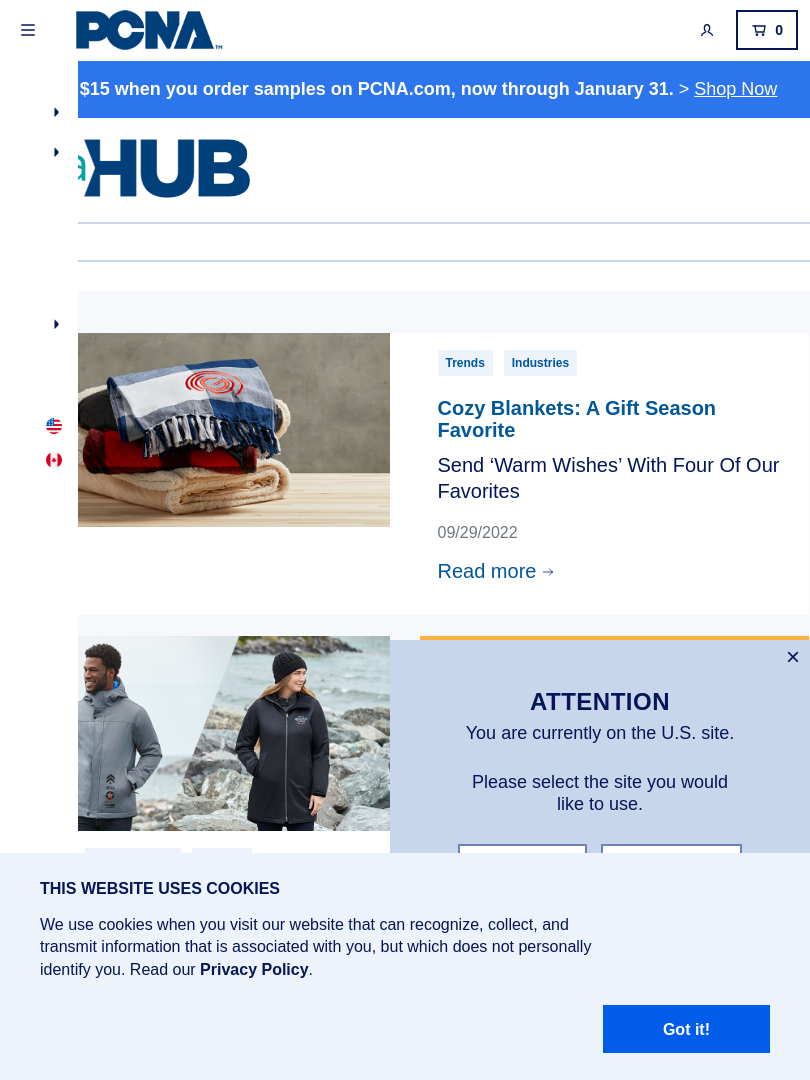 PCNA™
0
$15 when you order samples on PCNA.com, now through January 31. > Shop Now
HUB
Trends
Industries
Cozy Blankets: A Gift Season
Favorite
Send ‘Warm Wishes’ With Four Of Our
Favorites
09/29/2022
Read more
ATTENTION
You are currently on the U.S. site.
Please select the site you would
like to use.
THIS WEBSITE USES COOKIES
We use cookies when you visit our website that can recognize, collect, and
transmit information that is associated with you, but which does not personally
identify you. Read our Privacy Policy.
Got it!